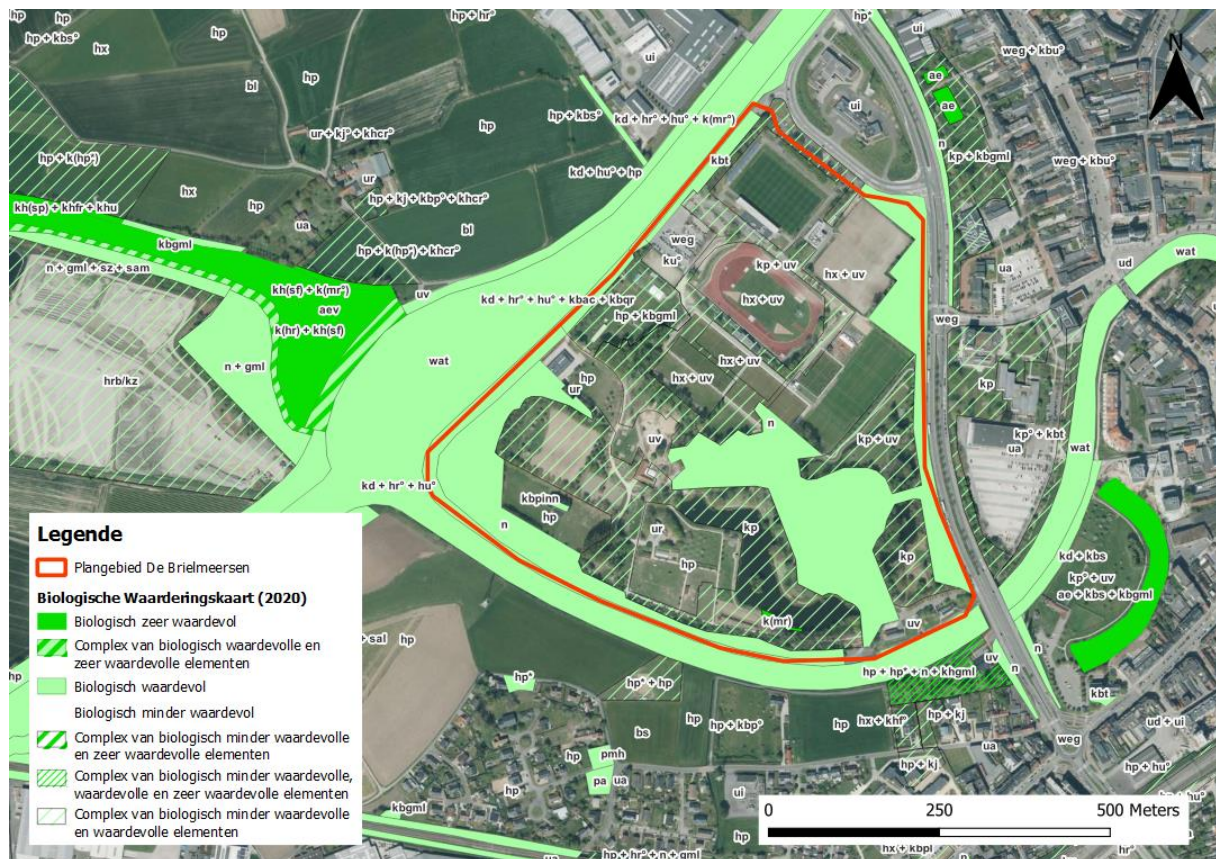 hp
hp
hp + kbs°
hx
hp
hp + hr°
ui
hp°
ui
weg + kbu°
N
bl
hp
hp + kbs°
kd + hr° + hu° + k(mr°)
ui
ae
ae
n
kp + kbgml
weg + kbu°
ur + kj° + khcr°
hp + k(hp°)
hx
hp
ur
hp + kj + kbp° + khcr°
kd + hu° + hp
kbt
kh(sp) + khfr + khu
kbgml
ua
bl
hp + k(hp°) + khcr°
weg
ku°
kp + uv
hx + uv
hx + uv
ua
ud
wat
n + gml + sz + sam
kh(sf) + k(mr°)
aev
k(hr) + kh(sf)
uv
kd + hr° + hu° + kbac + kbqr
hp + kbgml
weg
n + gml
wat
hx + uv
hx + uv
kp
hrb/kz
hp
ur
n
uv
kp + uv
kp° + kbt
ua
wat
kd + hr° + hu°
kbpinn
hp
n
ur
hp
kp
kp
kd + kbs
kp° + uv
ae + kbs + kbgml
k(mr)
uv
Legende
Plangebied De Brielmeersen
Biologische Waarderingskaart (2020)
Biologisch zeer waardevol
Complex van biologisch waardevolle en
zeer waardevolle elementen
Biologisch waardevol
Biologisch minder waardevol
Complex van biologisch minder waardevolle
en zeer waardevolle elementen
Complex van biologisch minder waardevolle,
waardevolle en zeer waardevolle elementen
Complex van biologisch minder waardevolle
en waardevolle elementen
+ sal
hp
hp + hp° + n + khgml
uv
n
n
kbt
hp°
hp° + hp
hp
hp + kbp°
hp
hx + khf°
hp + kj
bs
hp
pmh
pa
ua
hp°
ua
weg
ud + ui
hp + kj
hp + hu°
ui
hp
kbgml
ua
hp + hr° + n + gml
hx + kbpl
hr°
0
250
500 Meters